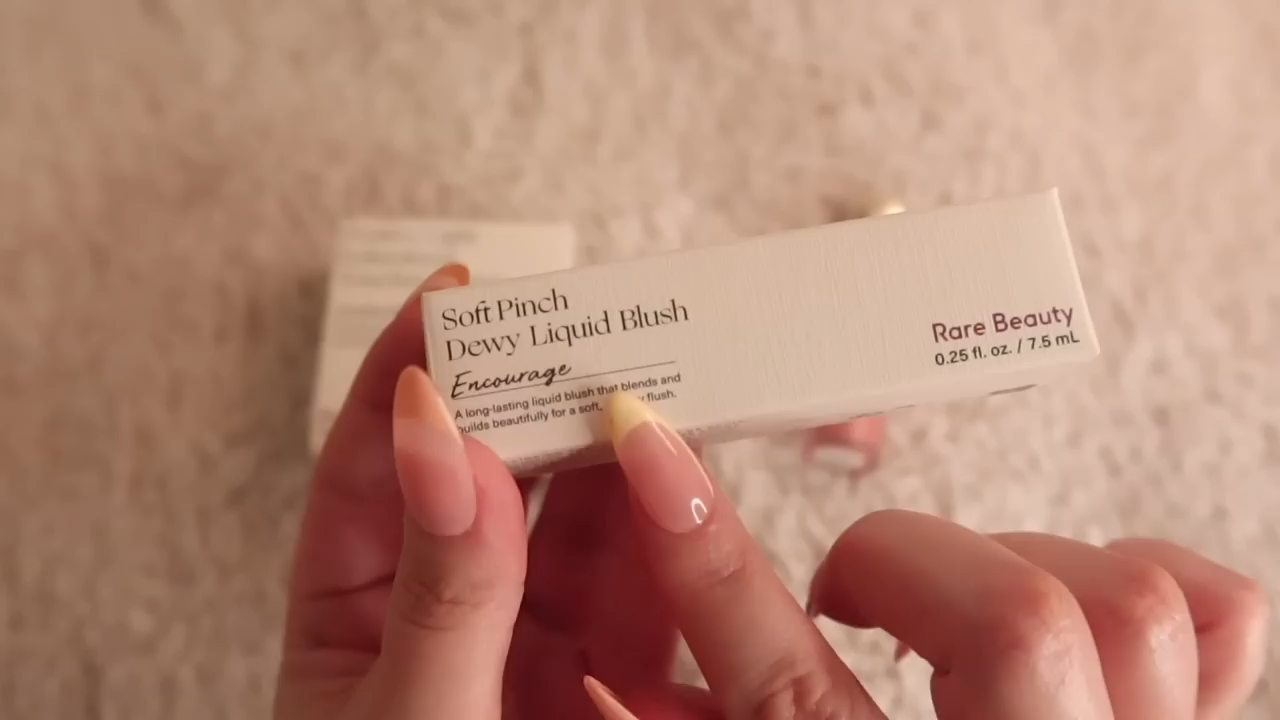 Soft Pinch
Dewy Liquid Blush
Encourage
A long-lasting liquid blush that blends and
builds beautifully for a soft, flush.
Rare Beauty
0.25 fl. oz. / 7.5 mL